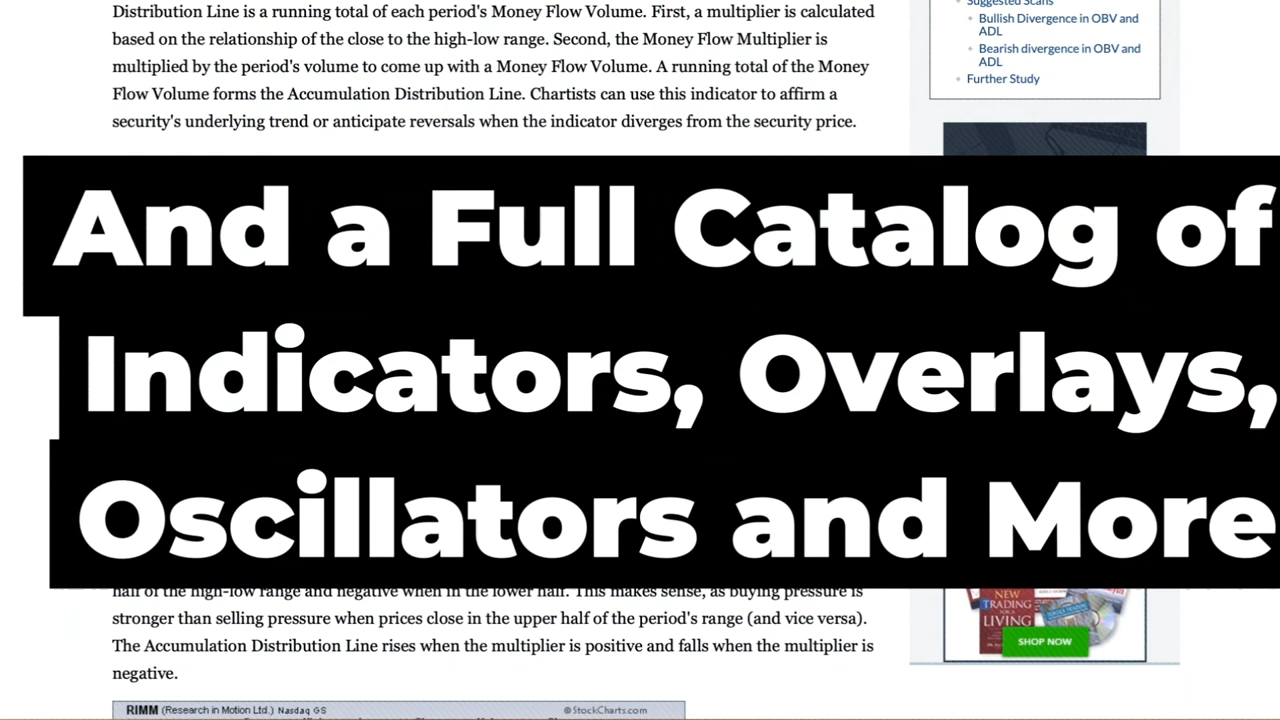 Distribution Line is a running total of each period's Money Flow Volume. First, a multiplier is calculated
based on the relationship of the close to the high-low range. Second, the Money Flow Multiplier is
multiplied by the period's volume to come up with a Money Flow Volume. A running total of the Money
Flow Volume forms the Accumulation Distribution Line. Chartists can use this indicator to affirm a
security's underlying trend or anticipate reversals when the indicator diverges from the security price.
Suggested Scans
Bullish Divergence in OBV and
ADL
Bearish divergence in OBV and
ADL
Further Study
And a Full Catalog of
Indicators, Overlays,
Oscillators and More
half of the high-low range and negative when in the lower half. This makes sense, as buying pressure is
stronger than selling pressure when prices close in the upper half of the period's range (and vice versa).
The Accumulation Distribution Line rises when the multiplier is positive and falls when the multiplier is
negative.
NEW
TRADING
FOR A
LIVING
SHOP NOW
RIMM (Research in Motion Ltd.) Nasdaq GS
©StockCharts.com